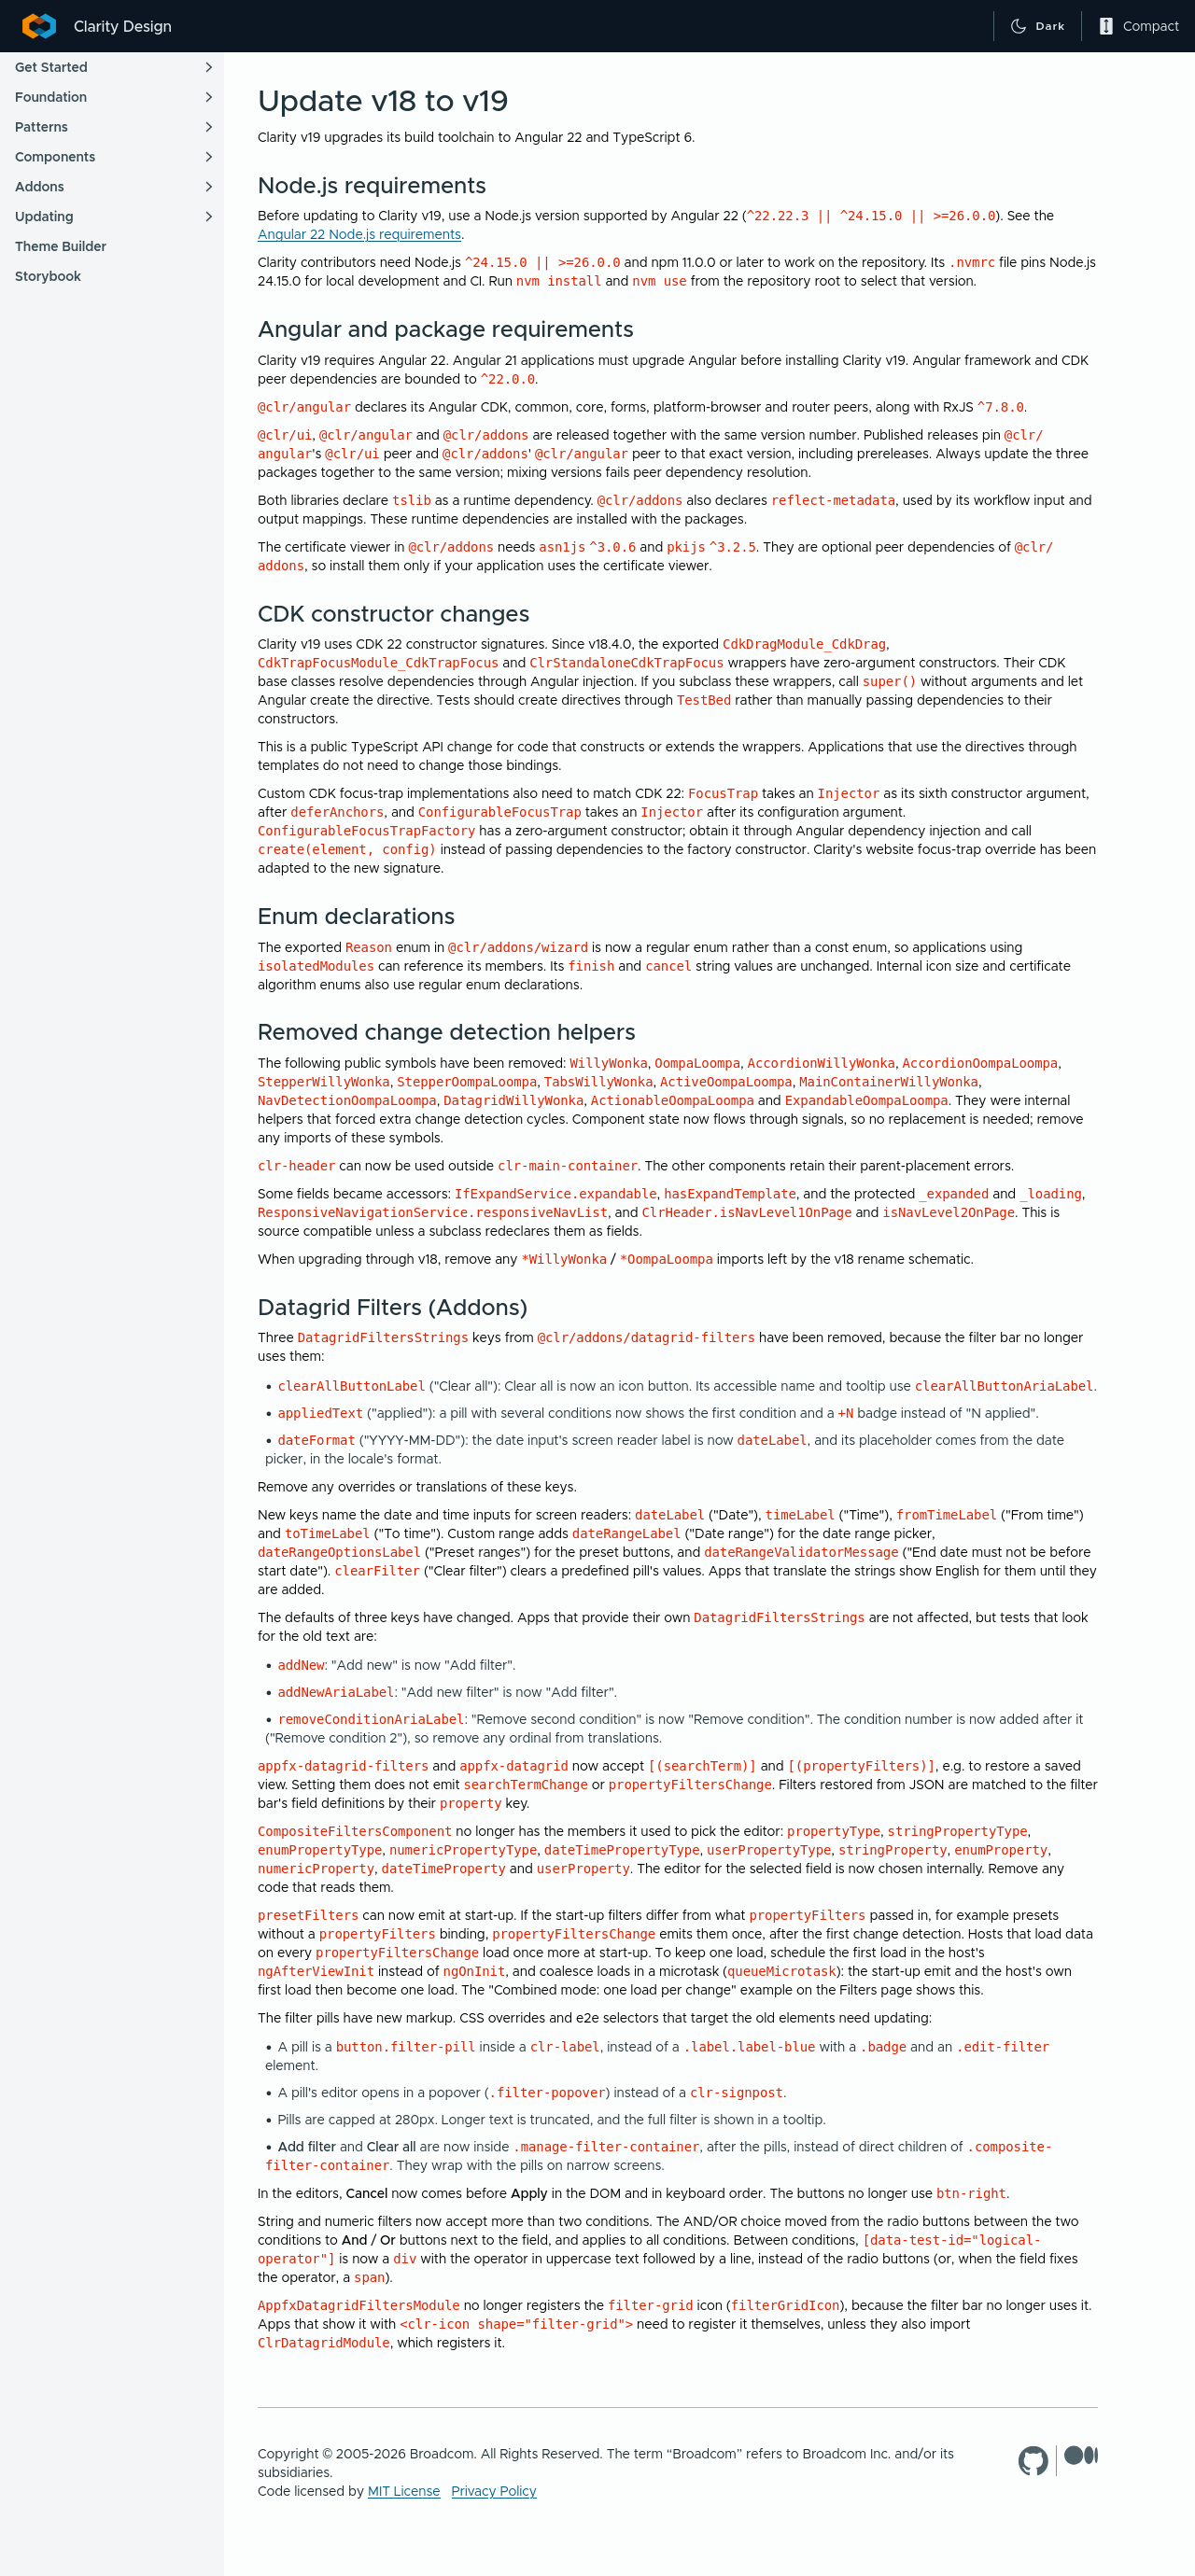 Clarity Design
Dark
Compact
Get Started
Foundation
Patterns
Components
Addons
Updating
Theme Builder
Storybook
Update v18 to v19
Clarity v19 upgrades its build toolchain to Angular 22 and TypeScript 6.
Node.js requirements
Before updating to Clarity v19, use a Node.js version supported by Angular 22 (^22.22.3 || ^24.15.0 || >=26.0.0). See the
Angular 22 Node.js requirements.
Clarity contributors need Node.js ^24.15.0 || >=26.0.0 and npm 11.0.0 or later to work on the repository. Its .nvmrc file pins Node.js
24.15.0 for local development and CI. Run nvm install and nvm use from the repository root to select that version.
Angular and package requirements
Clarity v19 requires Angular 22. Angular 21 applications must upgrade Angular before installing Clarity v19. Angular framework and CDK
peer dependencies are bounded to ^22.0.0.
@clr/angular declares its Angular CDK, common, core, forms, platform-browser and router peers, along with RxJS ^7.8.0.
@clr/ui, @clr/angular and @clr/addons are released together with the same version number. Published releases pin @clr/
angular's @clr/ui peer and @clr/addons' @clr/angular peer to that exact version, including prereleases. Always update the three
packages together to the same version; mixing versions fails peer dependency resolution.
Both libraries declare tslib as a runtime dependency. @clr/addons also declares reflect-metadata, used by its workflow input and
output mappings. These runtime dependencies are installed with the packages.
The certificate viewer in @clr/addons needs asn1js ^3.0.6 and pkijs ^3.2.5. They are optional peer dependencies of @clr/
addons, so install them only if your application uses the certificate viewer.
CDK constructor changes
Clarity v19 uses CDK 22 constructor signatures. Since v18.4.0, the exported CdkDragModule_CdkDrag,
CdkTrapFocusModule_CdkTrapFocus and ClrStandaloneCdkTrapFocus wrappers have zero-argument constructors. Their CDK
base classes resolve dependencies through Angular injection. If you subclass these wrappers, call super() without arguments and let
Angular create the directive. Tests should create directives through TestBed rather than manually passing dependencies to their
constructors.
This is a public TypeScript API change for code that constructs or extends the wrappers. Applications that use the directives through
templates do not need to change those bindings.
Custom CDK focus-trap implementations also need to match CDK 22: FocusTrap takes an Injector as its sixth constructor argument,
after deferAnchors, and ConfigurableFocusTrap takes an Injector after its configuration argument.
ConfigurableFocusTrapFactory has a zero-argument constructor; obtain it through Angular dependency injection and call
create(element, config) instead of passing dependencies to the factory constructor. Clarity's website focus-trap override has been
adapted to the new signature.
Enum declarations
The exported Reason enum in @clr/addons/wizard is now a regular enum rather than a const enum, so applications using
isolatedModules can reference its members. Its finish and cancel string values are unchanged. Internal icon size and certificate
algorithm enums also use regular enum declarations.
Removed change detection helpers
The following public symbols have been removed: WillyWonka, OompaLoompa, AccordionWillyWonka, AccordionOompaLoompa,
StepperWillyWonka, StepperOompaLoompa, TabsWillyWonka, ActiveOompaLoompa, MainContainerWillyWonka,
NavDetectionOompaLoompa, DatagridWillyWonka, ActionableOompaLoompa and ExpandableOompaLoompa. They were internal
helpers that forced extra change detection cycles. Component state now flows through signals, so no replacement is needed; remove
any imports of these symbols.
clr-header can now be used outside clr-main-container. The other components retain their parent-placement errors.
Some fields became accessors: IfExpandService.expandable, hasExpandTemplate, and the protected _expanded and _loading,
ResponsiveNavigationService.responsiveNavList, and ClrHeader.isNavLevel1OnPage and isNavLevel2OnPage. This is
source compatible unless a subclass redeclares them as fields.
When upgrading through v18, remove any *WillyWonka / *OompaLoompa imports left by the v18 rename schematic.
Datagrid Filters (Addons)
Three DatagridFiltersStrings keys from @clr/addons/datagrid-filters have been removed, because the filter bar no longer
uses them:
• clearAllButtonLabel ("Clear all"): Clear all is now an icon button. Its accessible name and tooltip use clearAllButtonAriaLabel.
• appliedText ("applied"): a pill with several conditions now shows the first condition and a +N badge instead of "N applied".
• dateFormat ("YYYY-MM-DD"): the date input's screen reader label is now dateLabel, and its placeholder comes from the date
picker, in the locale's format.
Remove any overrides or translations of these keys.
New keys name the date and time inputs for screen readers: dateLabel ("Date"), timeLabel ("Time"), fromTimeLabel ("From time")
and toTimeLabel ("To time"). Custom range adds dateRangeLabel ("Date range") for the date range picker,
dateRangeOptionsLabel ("Preset ranges") for the preset buttons, and dateRangeValidatorMessage ("End date must not be before
start date"). clearFilter ("Clear filter") clears a predefined pill's values. Apps that translate the strings show English for them until they
are added.
The defaults of three keys have changed. Apps that provide their own DatagridFiltersStrings are not affected, but tests that look
for the old text are:
• addNew: "Add new" is now "Add filter".
• addNewAriaLabel: "Add new filter" is now "Add filter".
• removeConditionAriaLabel: "Remove second condition" is now "Remove condition". The condition number is now added after it
("Remove condition 2"), so remove any ordinal from translations.
appfx-datagrid-filters and appfx-datagrid now accept [(searchTerm)] and [(propertyFilters)], e.g. to restore a saved
view. Setting them does not emit searchTermChange or propertyFiltersChange. Filters restored from JSON are matched to the filter
bar's field definitions by their property key.
CompositeFiltersComponent no longer has the members it used to pick the editor: propertyType, stringPropertyType,
enumPropertyType, numericPropertyType, dateTimePropertyType, userPropertyType, stringProperty, enumProperty,
numericProperty, dateTimeProperty and userProperty. The editor for the selected field is now chosen internally. Remove any
code that reads them.
presetFilters can now emit at start-up. If the start-up filters differ from what propertyFilters passed in, for example presets
without a propertyFilters binding, propertyFiltersChange emits them once, after the first change detection. Hosts that load data
on every propertyFiltersChange load once more at start-up. To keep one load, schedule the first load in the host's
ngAfterViewInit instead of ngOnInit, and coalesce loads in a microtask (queueMicrotask): the start-up emit and the host's own
first load then become one load. The "Combined mode: one load per change" example on the Filters page shows this.
The filter pills have new markup. CSS overrides and e2e selectors that target the old elements need updating:
• A pill is a button.filter-pill inside a clr-label, instead of a .label.label-blue with a .badge and an .edit-filter
element.
• A pill's editor opens in a popover (.filter-popover) instead of a clr-signpost.
• Pills are capped at 280px. Longer text is truncated, and the full filter is shown in a tooltip.
• Add filter and Clear all are now inside .manage-filter-container, after the pills, instead of direct children of .composite-
filter-container. They wrap with the pills on narrow screens.
In the editors, Cancel now comes before Apply in the DOM and in keyboard order. The buttons no longer use btn-right.
String and numeric filters now accept more than two conditions. The AND/OR choice moved from the radio buttons between the two
conditions to And / Or buttons next to the field, and applies to all conditions. Between conditions, [data-test-id="logical-
operator"] is now a div with the operator in uppercase text followed by a line, instead of the radio buttons (or, when the field fixes
the operator, a span).
AppfxDatagridFiltersModule no longer registers the filter-grid icon (filterGridIcon), because the filter bar no longer uses it.
Apps that show it with <clr-icon shape="filter-grid"> need to register it themselves, unless they also import
ClrDatagridModule, which registers it.
Copyright © 2005-2026 Broadcom. All Rights Reserved. The term “Broadcom” refers to Broadcom Inc. and/or its
subsidiaries.
Code licensed by MIT License Privacy Policy